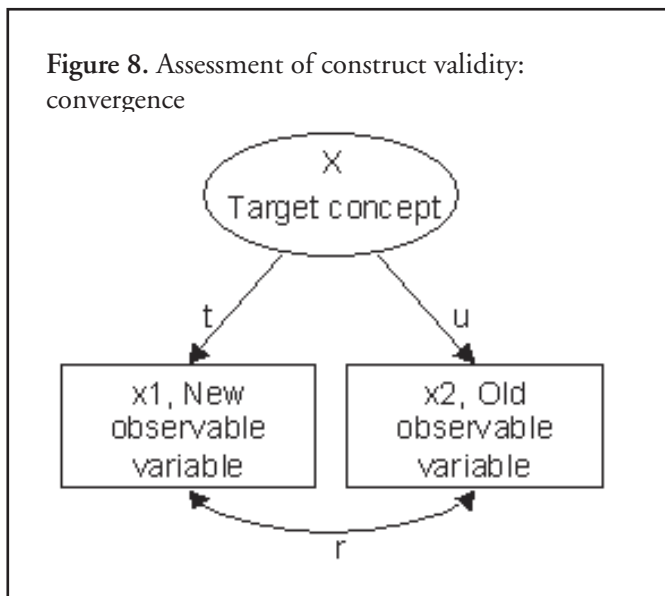 Figure 8. Assessment of construct validity:
convergence
X
Target concept
t
u
x1, New
observable
variable
x2, Old
observable
variable
r